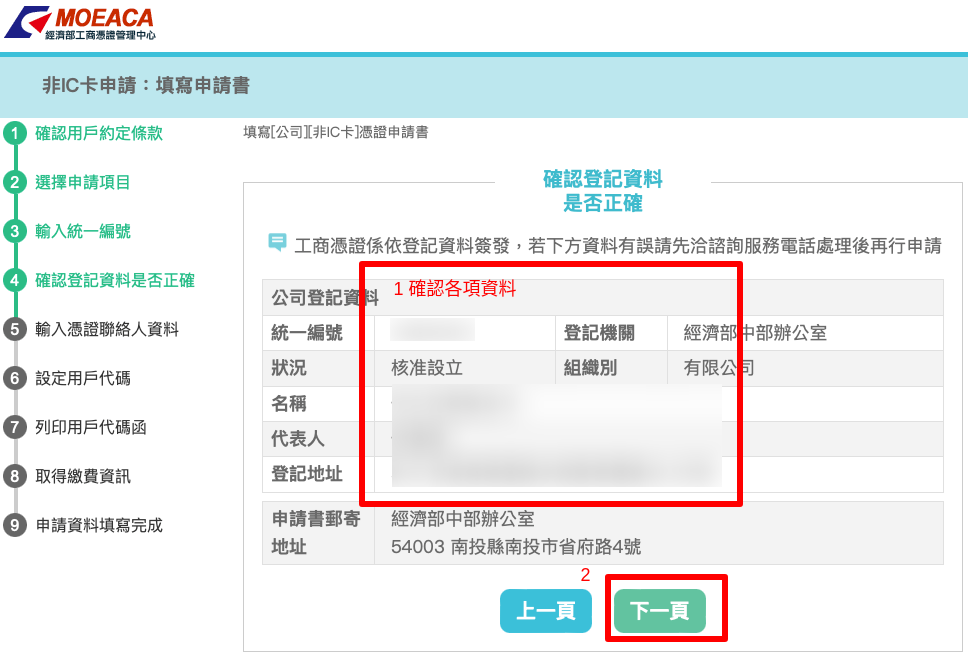 MOEACA
經濟部工商憑證管理中心
非IC卡申請：填寫申請書
1 確認用戶約定條款
2 選擇申請項目
3 輸入統一編號
4 確認登記資料是否正確
5 輸入憑證聯絡人資料
6 設定用戶代碼
7 列印用戶代碼函
8 取得繳費資訊
9 申請資料填寫完成
填寫[公司][非IC卡]憑證申請書
確認登記資料
是否正確
工商憑證係依登記資料簽發，若下方資料有誤請先洽諮詢服務電話處理後再行申請
公司登記資料 1 確認各項資料
統一編號 登記機關 經濟部中部辦公室
狀況 核准設立 組織別 有限公司
名稱
代表人
登記地址
申請書郵寄 經濟部中部辦公室
地址 54003 南投縣南投市省府路4號
2
上一頁 下一頁